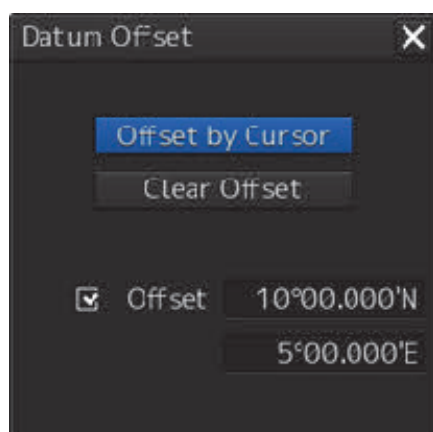 Datum Offset
Offset by Cursor
Clear Offset
Offset 10°00.000'N
5°00.000'E